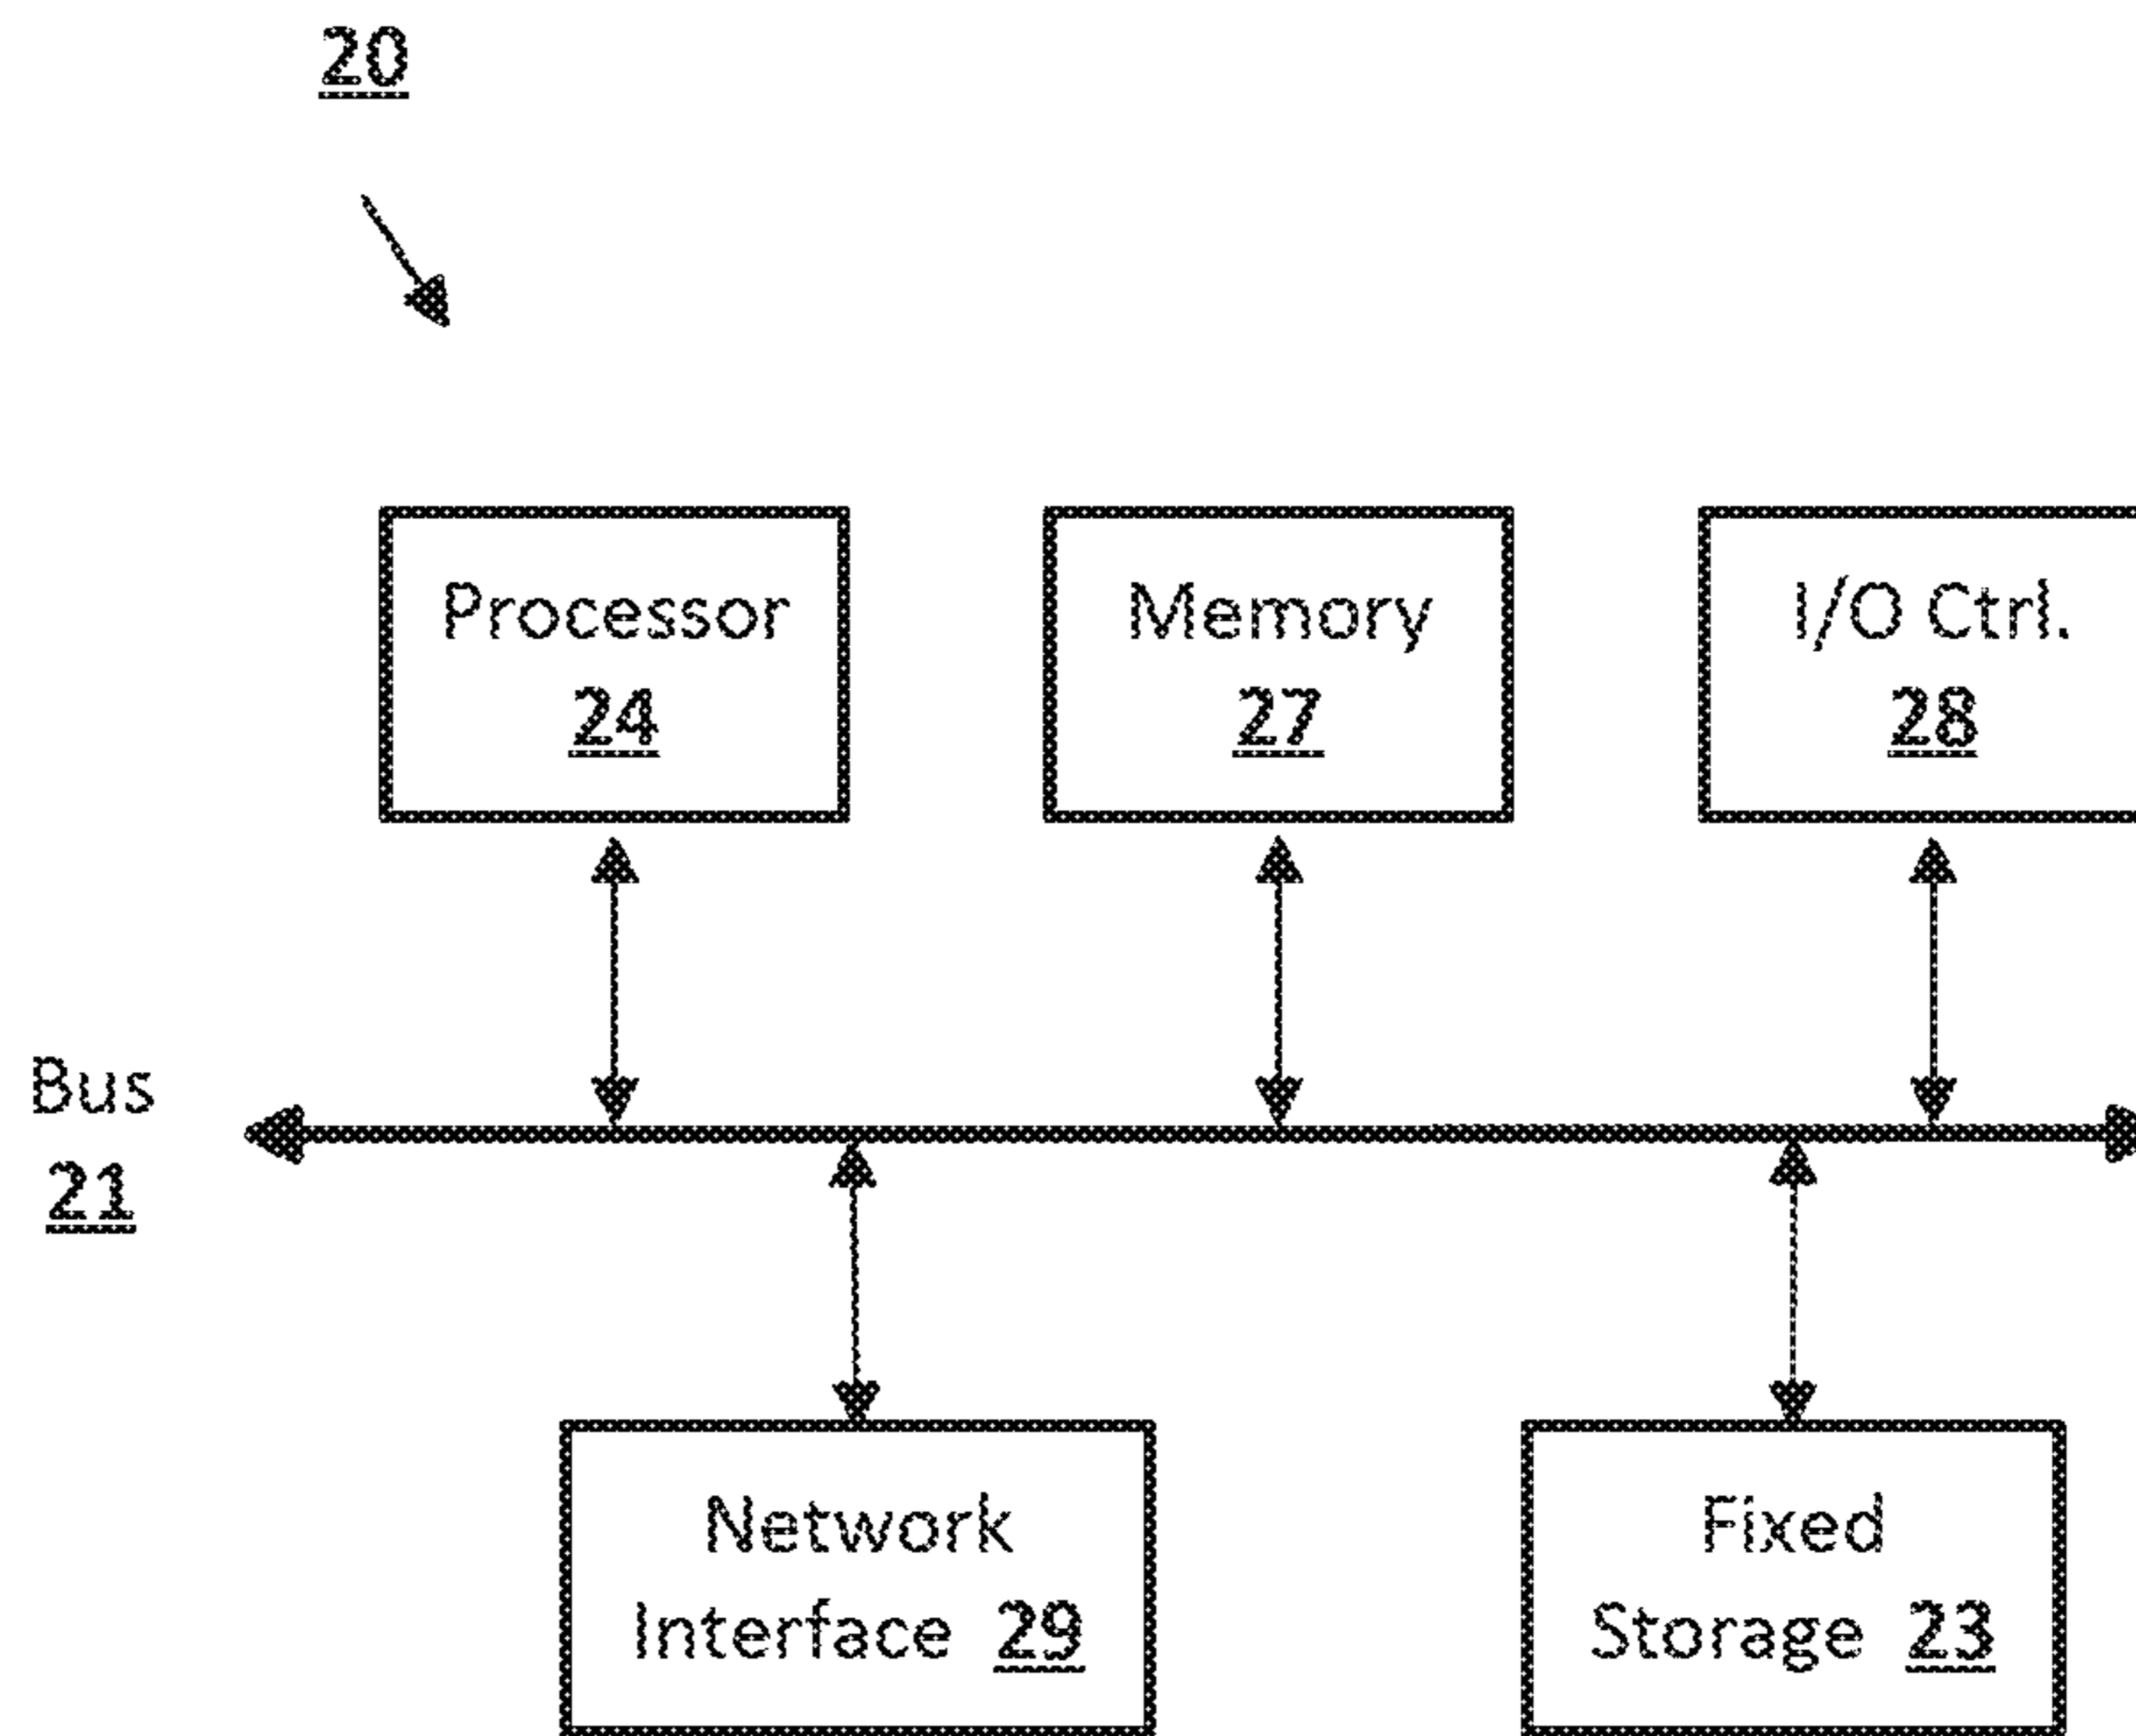 20
Processor
24
Memory
27
I/O Ctrl.
28
Bus
21
Network
Interface 29
Fixed
Storage 23